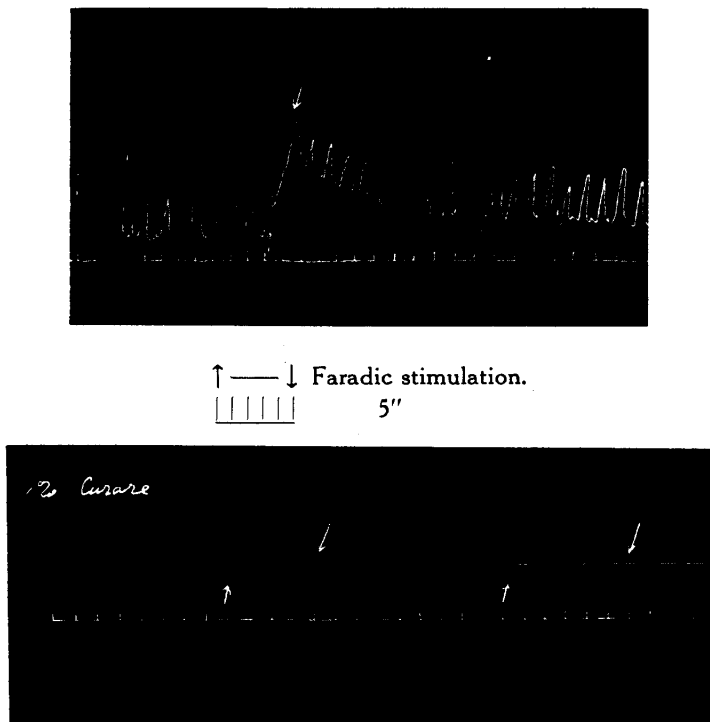 ↑ — ↓ Faradic stimulation.
5″
% Curare